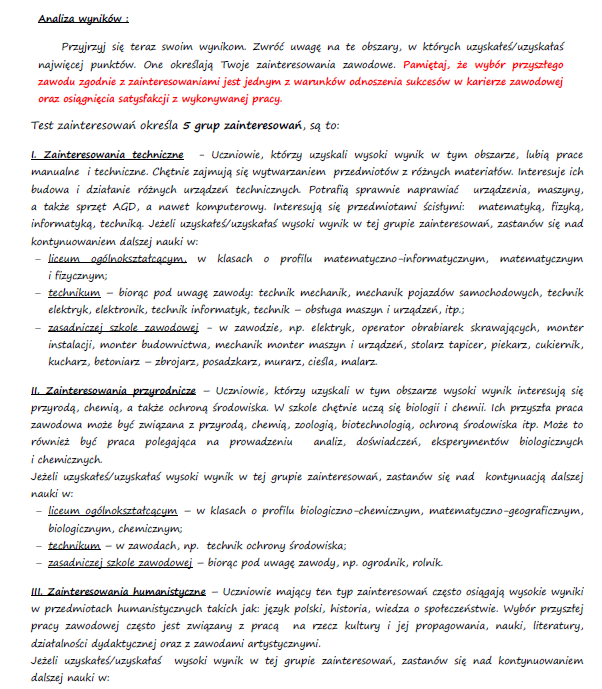 Analiza wyników :
Przyjrzyj się teraz swoim wynikom. Zwróć uwagę na te obszary, w których uzyskałeś/uzyskałaś
najwięcej punktów. One określają Twoje zainteresowania zawodowe. Pamiętaj, że wybór przyszłego
zawodu zgodnie z zainteresowaniami jest jednym z warunków odnoszenia sukcesów w karierze zawodowej
oraz osiągnięcia satysfakcji z wykonywanej pracy.
Test zainteresowań określa 5 grup zainteresowań, są to:
I. Zainteresowania techniczne - Uczniowie, którzy uzyskali wysoki wynik w tym obszarze, lubią prace
manualne i techniczne. Chętnie zajmują się wytwarzaniem przedmiotów z różnych materiałów. Interesuje ich
budowa i działanie różnych urządzeń technicznych. Potrafią sprawnie naprawiać urządzenia, maszyny,
a także sprzęt AGD, a nawet komputerowy. Interesują się przedmiotami ścisłymi: matematyką, fizyką,
informatyką, techniką. Jeżeli uzyskałeś/uzyskałaś wysoki wynik w tej grupie zainteresowań, zastanów się nad
kontynuowaniem dalszej nauki w:
– liceum ogólnokształcącym, w klasach o profilu matematyczno-informatycznym, matematycznym
i fizycznym;
– technikum – biorąc pod uwagę zawody: technik mechanik, mechanik pojazdów samochodowych, technik
elektryk, elektronik, technik informatyk, technik – obsługa maszyn i urządzeń, itp.;
– zasadniczej szkole zawodowej - w zawodzie, np. elektryk, operator obrabiarek skrawających, monter
instalacji, monter budownictwa, mechanik monter maszyn i urządzeń, stolarz tapicer, piekarz, cukiernik,
kucharz, betoniarz – zbrojarz, posadzkarz, murarz, cieśla, malarz.
II. Zainteresowania przyrodnicze – Uczniowie, którzy uzyskali w tym obszarze wysoki wynik interesują się
przyrodą, chemią, a także ochroną środowiska. W szkole chętnie uczą się biologii i chemii. Ich przyszła praca
zawodowa może być związana z przyrodą, chemią, zoologią, biotechnologią, ochroną środowiska itp. Może to
również być praca polegająca na prowadzeniu analiz, doświadczeń, eksperymentów biologicznych
i chemicznych.
Jeżeli uzyskałeś/uzyskałaś wysoki wynik w tej grupie zainteresowań, zastanów się nad kontynuacją dalszej
nauki w:
– liceum ogólnokształcącym – w klasach o profilu biologiczno-chemicznym, matematyczno-geograficznym,
biologicznym, chemicznym;
– technikum – w zawodach, np. technik ochrony środowiska;
– zasadniczej szkole zawodowej – biorąc pod uwagę zawody, np. ogrodnik, rolnik.
III. Zainteresowania humanistyczne – Uczniowie mający ten typ zainteresowań często osiągają wysokie wyniki
w przedmiotach humanistycznych takich jak: język polski, historia, wiedza o społeczeństwie. Wybór przyszłej
pracy zawodowej często jest związany z pracą na rzecz kultury i jej propagowania, nauki, literatury,
działalności dydaktycznej oraz z zawodami artystycznymi.
Jeżeli uzyskałeś/uzyskałaś wysoki wynik w tej grupie zainteresowań, zastanów się nad kontynuowaniem
dalszej nauki w: